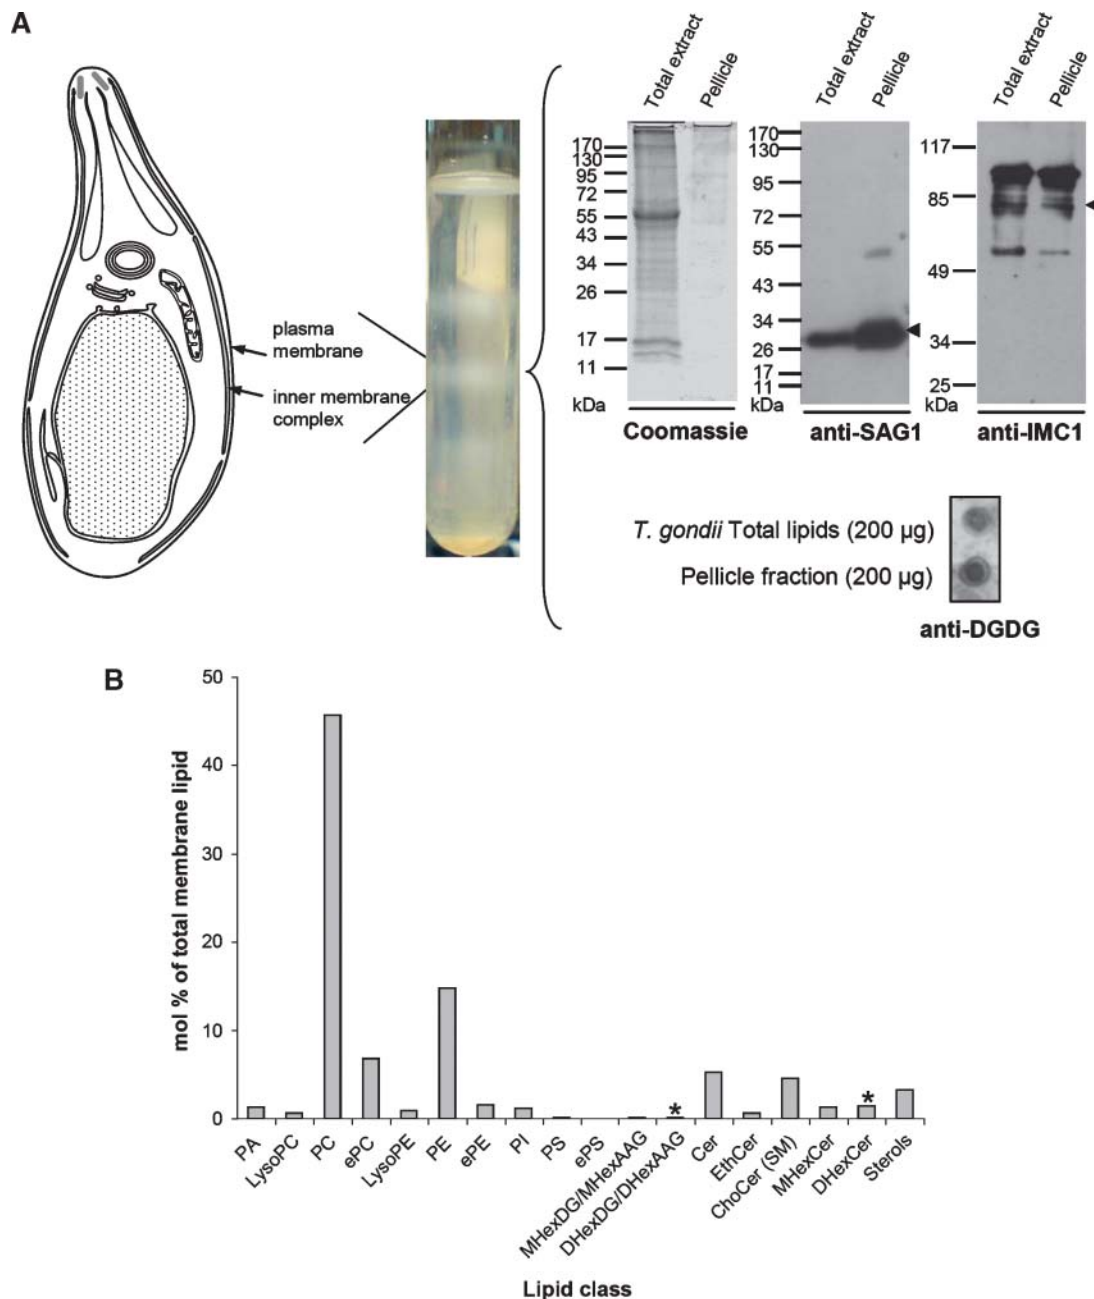 A
plasma
membrane
inner membrane
complex
Total extract
Pellicle
170
130
95
72
55
43
34
26
17
11
kDa
Coomassie
Total extract
Pellicle
170
130
95
72
55
43
34
26
17
11
kDa
anti-SAG1
Total extract
Pellicle
117
85
49
34
25
kDa
anti-IMC1
T. gondii Total lipids (200 µg)
Pellicle fraction (200 µg)
anti-DGDG
B
mol % of total membrane lipid
50
40
30
20
10
0
* *
PA
LysoPC
PC
ePC
LysoPE
PE
ePE
PI
PS
ePS
MHexDG/MHexAAG
DHexDG/DHexAAG
Cer
EthCer
ChoCer (SM)
MHexCer
DHexCer
Sterols
Lipid class